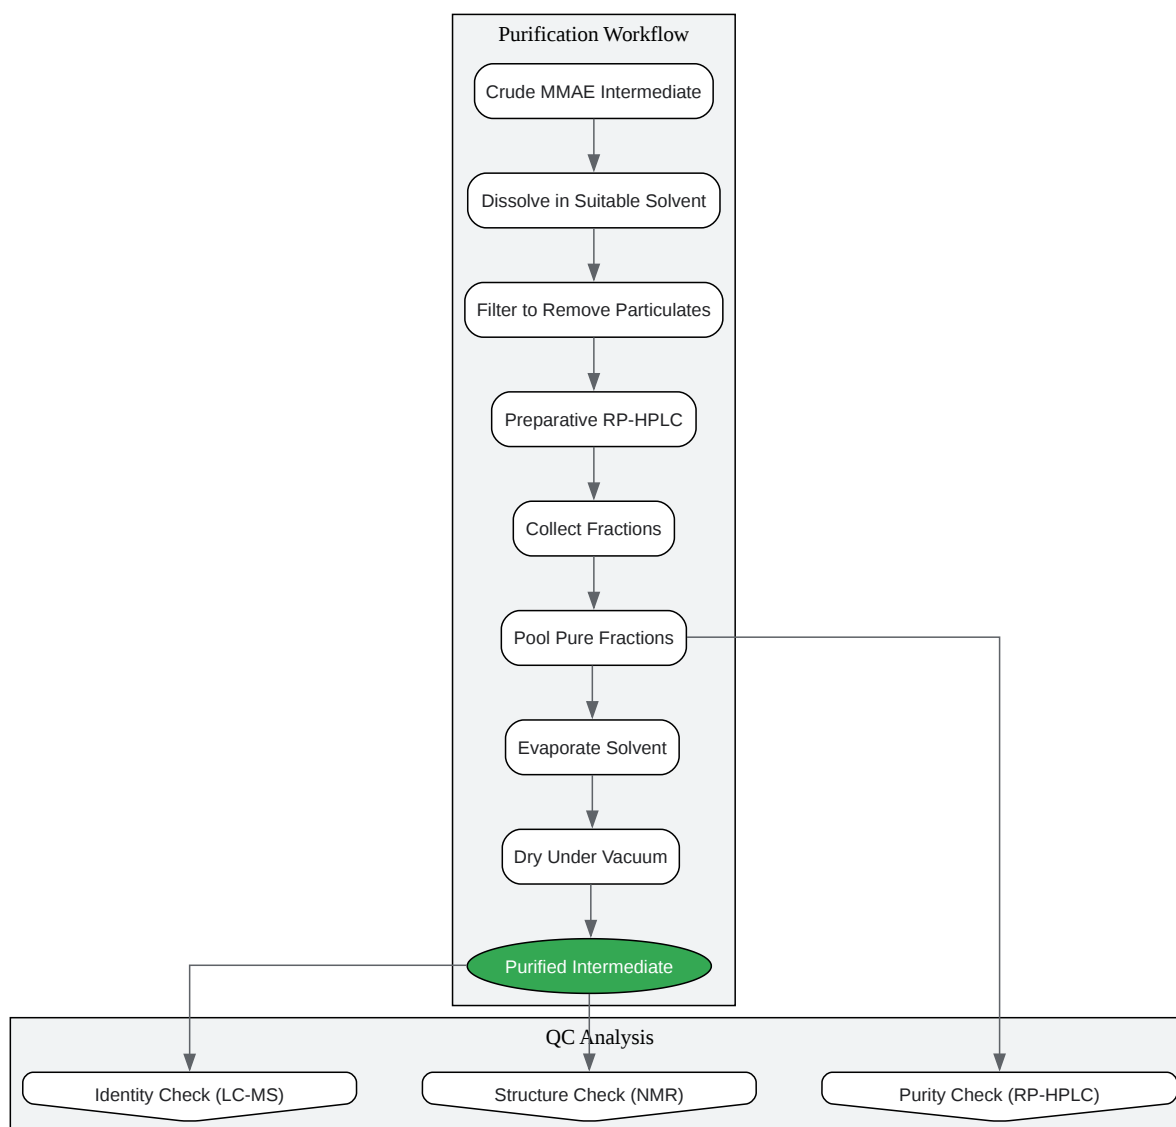 Purification Workflow
Crude MMAE Intermediate
Dissolve in Suitable Solvent
Filter to Remove Particulates
Preparative RP-HPLC
Collect Fractions
Pool Pure Fractions
Evaporate Solvent
Dry Under Vacuum
Purified Intermediate
QC Analysis
Identity Check (LC-MS)
Structure Check (NMR)
Purity Check (RP-HPLC)